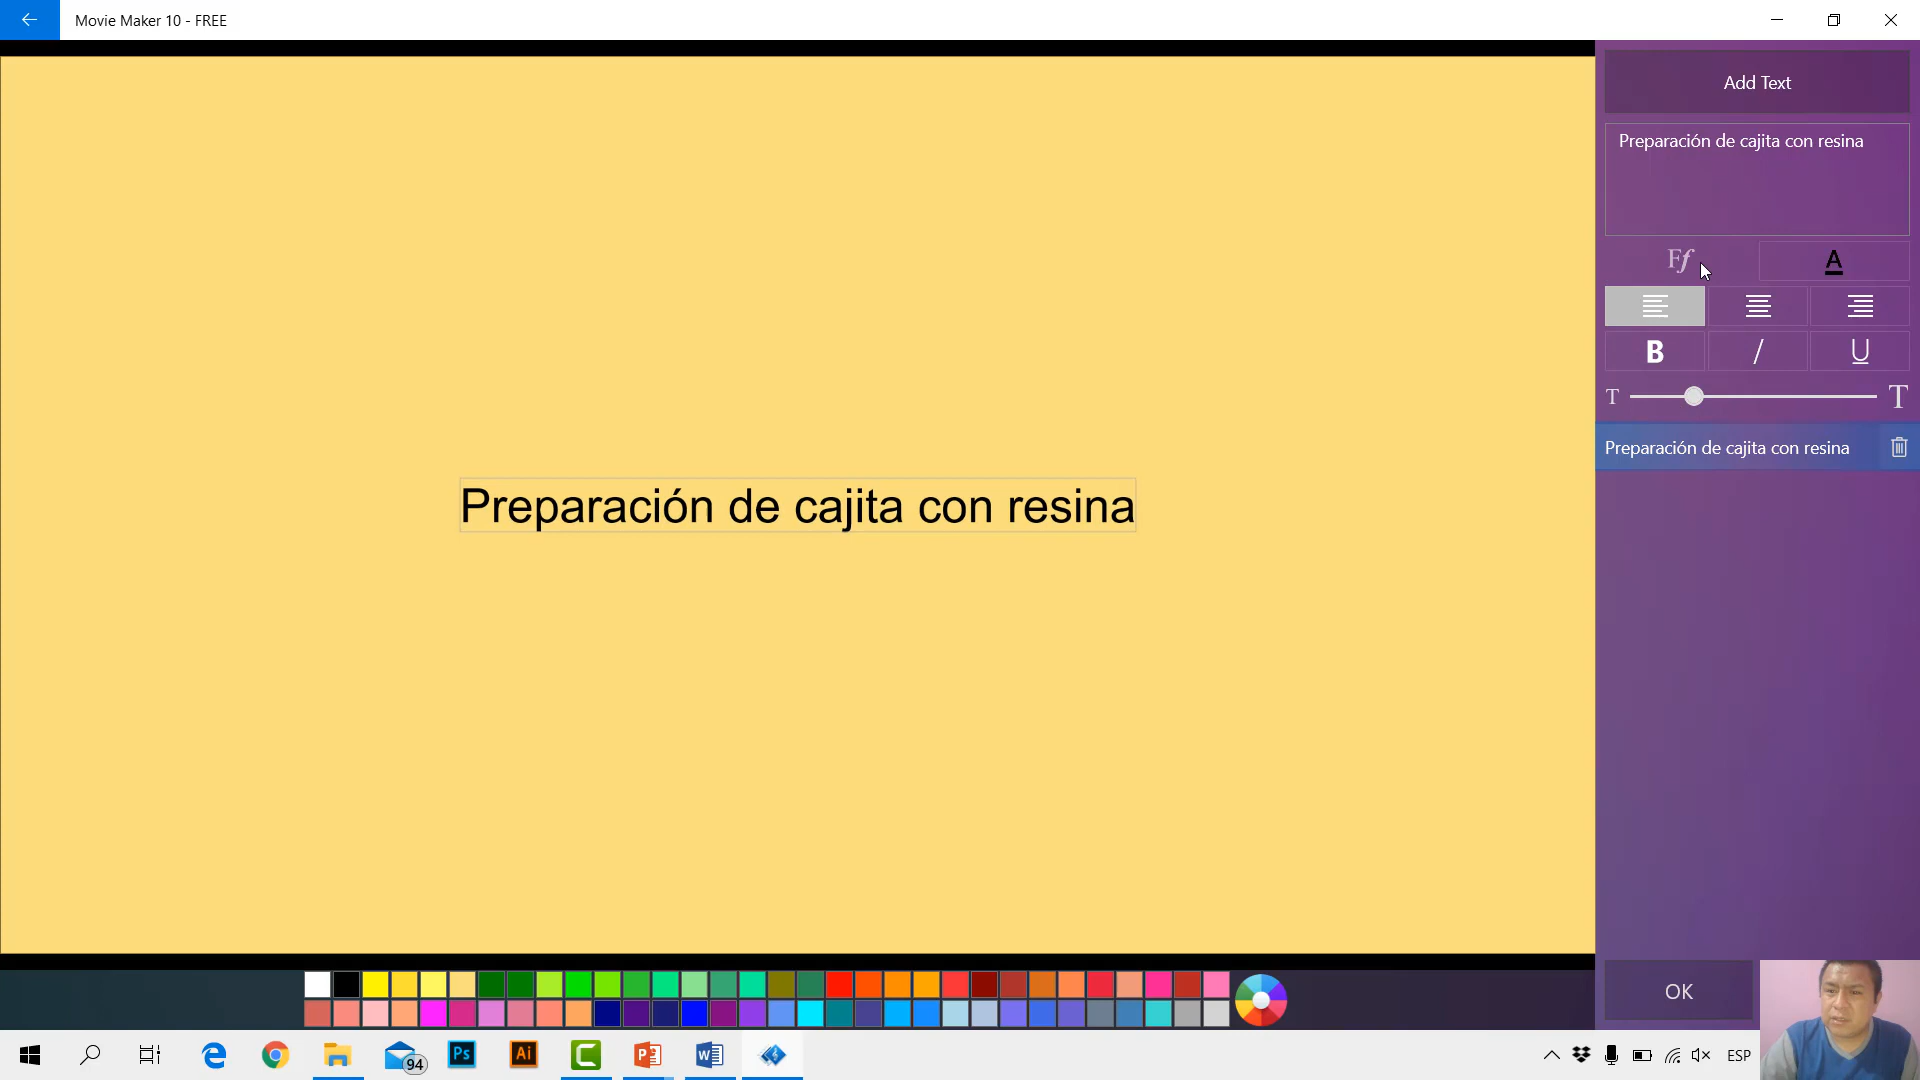 Movie Maker 10 - FREE
Add Text
Preparación de cajita con resina
Ff
A
B
/
U
T
T
Preparación de cajita con resina
Preparación de cajita con resina
OK
94
Ps
Ai
ESP